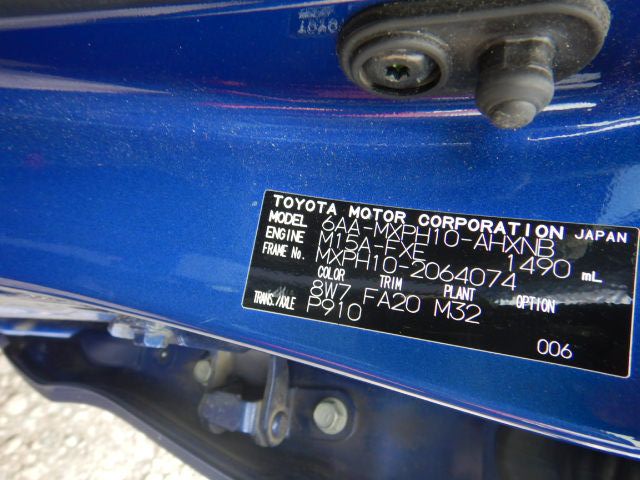 TOYOTA MOTOR CORPORATION JAPAN
MODEL 6AA-MXPH10-AHXNB
ENGINE M15A-FXE 1490 mL
FRAME No. MXPH10-2064074
COLOR TRIM PLANT OPTION
8W7 FA20 M32
TRANS./AXLE P910
006